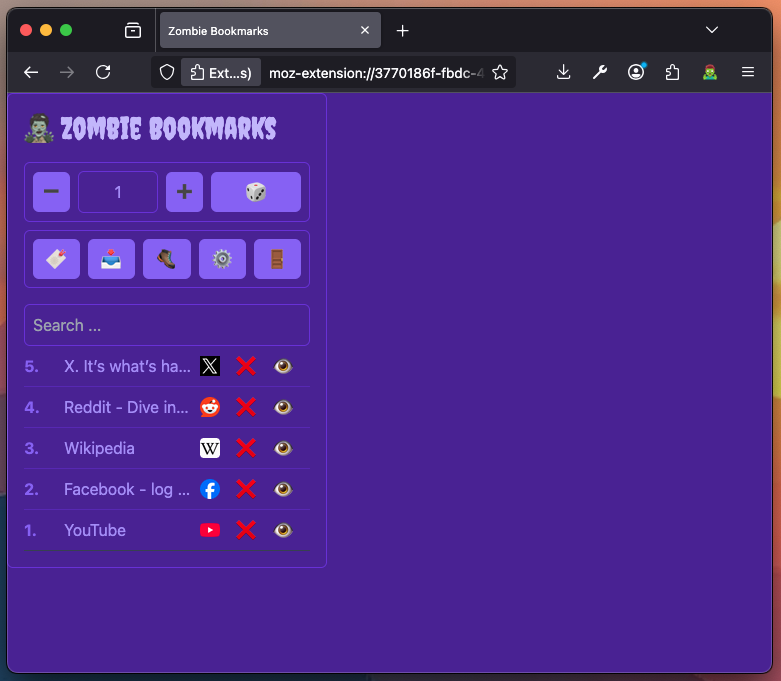 Zombie Bookmarks
Ext...s) moz-extension://3770186f-fbdc-4
ZOMBIE BOOKMARKS
1
Search ...
5. X. It’s what’s ha...
4. Reddit - Dive in...
3. Wikipedia W
2. Facebook - log ...
1. YouTube